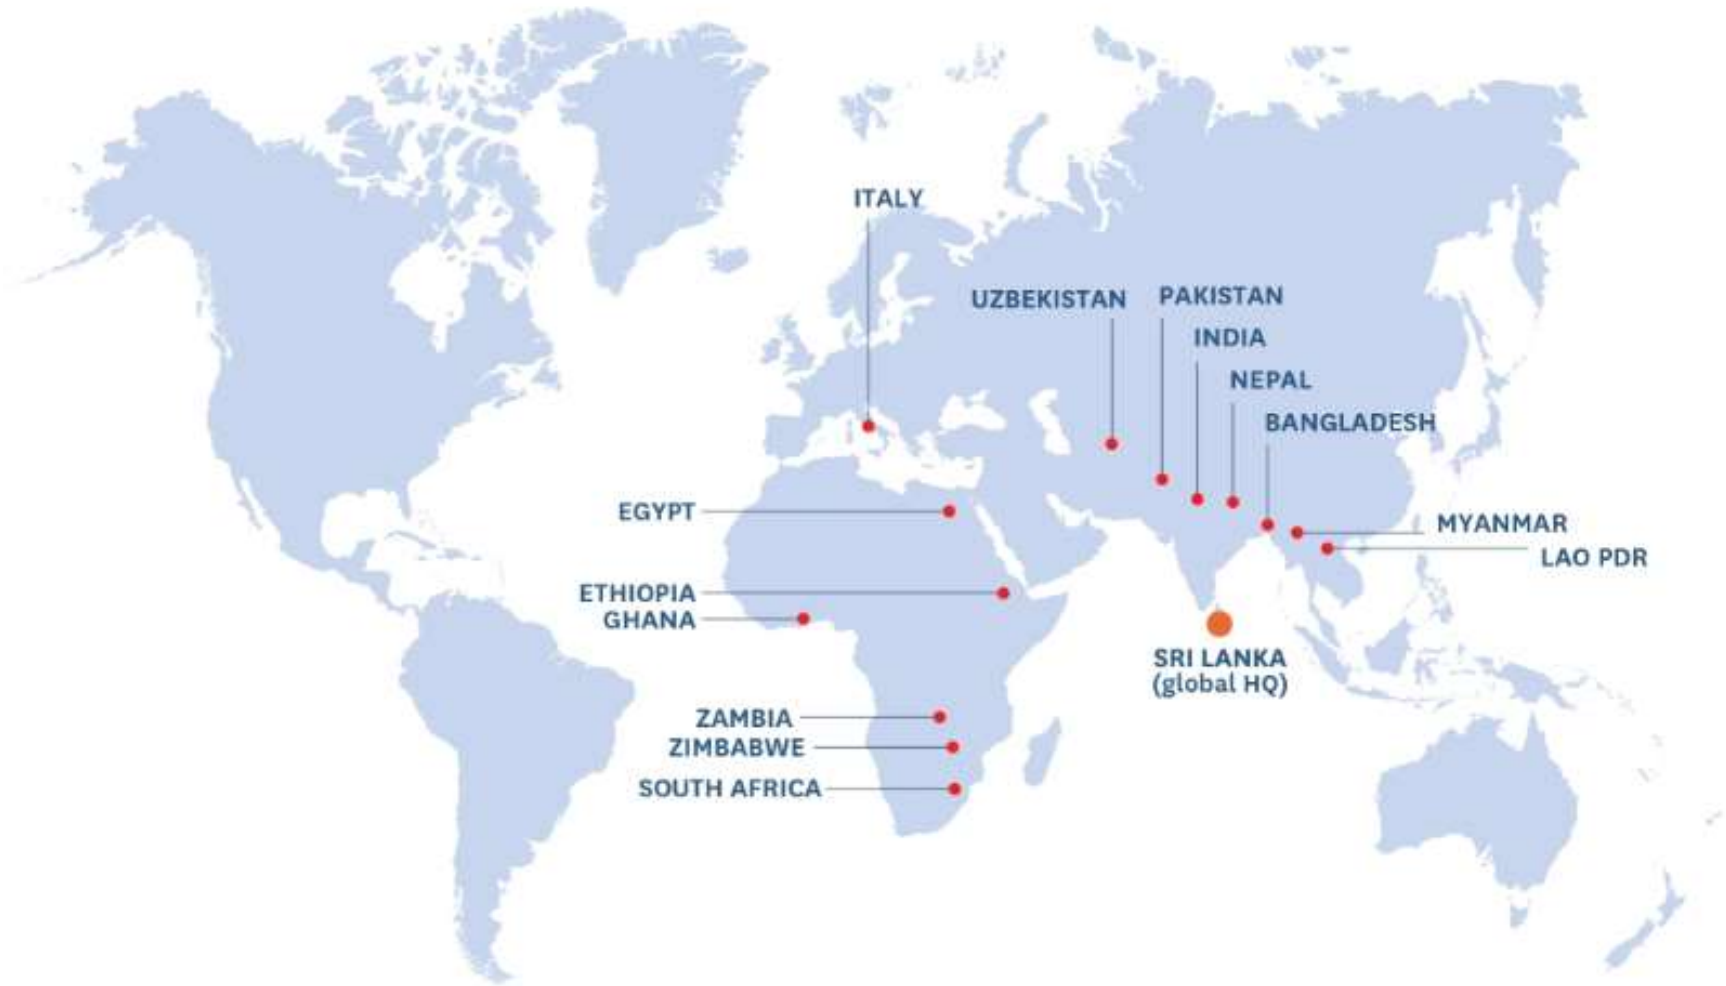 ITALY
UZBEKISTAN
PAKISTAN
INDIA
NEPAL
BANGLADESH
EGYPT
MYANMAR
LAO PDR
ETHIOPIA
GHANA
SRI LANKA
(global HQ)
ZAMBIA
ZIMBABWE
SOUTH AFRICA